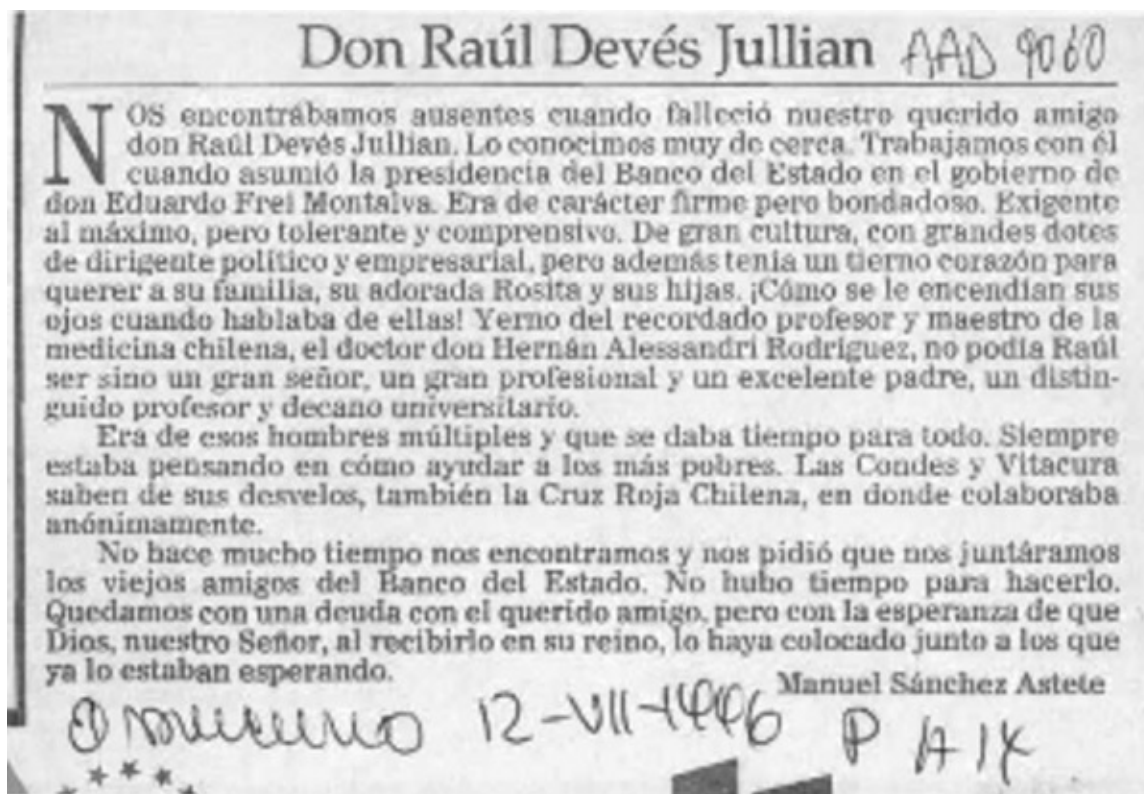 Don Raúl Devés Jullian AAD 9060
NOS encontrábamos ausentes cuando falleció nuestro querido amigo
don Raúl Devés Jullian. Lo conocimos muy de cerca. Trabajamos con él
cuando asumió la presidencia del Banco del Estado en el gobierno de
don Eduardo Frei Montalva. Era de carácter firme pero bondadoso. Exigente
al máximo, pero tolerante y comprensivo. De gran cultura, con grandes dotes
de dirigente político y empresarial, pero además tenía un tierno corazón para
querer a su familia, su adorada Rosita y sus hijas. ¡Cómo se le encendían sus
ojos cuando hablaba de ellas! Yerno del recordado profesor y maestro de la
medicina chilena, el doctor don Hernán Alessandri Rodríguez, no podía Raúl
ser sino un gran señor, un gran profesional y un excelente padre, un distin-
guido profesor y decano universitario.
Era de esos hombres múltiples y que se daba tiempo para todo. Siempre
estaba pensando en cómo ayudar a los más pobres. Las Condes y Vitacura
saben de sus desvelos, también la Cruz Roja Chilena, en donde colaboraba
anónimamente.
No hace mucho tiempo nos encontramos y nos pidió que nos juntáramos
los viejos amigos del Banco del Estado. No hubo tiempo para hacerlo.
Quedamos con una deuda con el querido amigo, pero con la esperanza de que
Dios, nuestro Señor, al recibirlo en su reino, lo haya colocado junto a los que
ya lo estaban esperando.
Manuel Sánchez Astete
12-VII-1996 P A 14